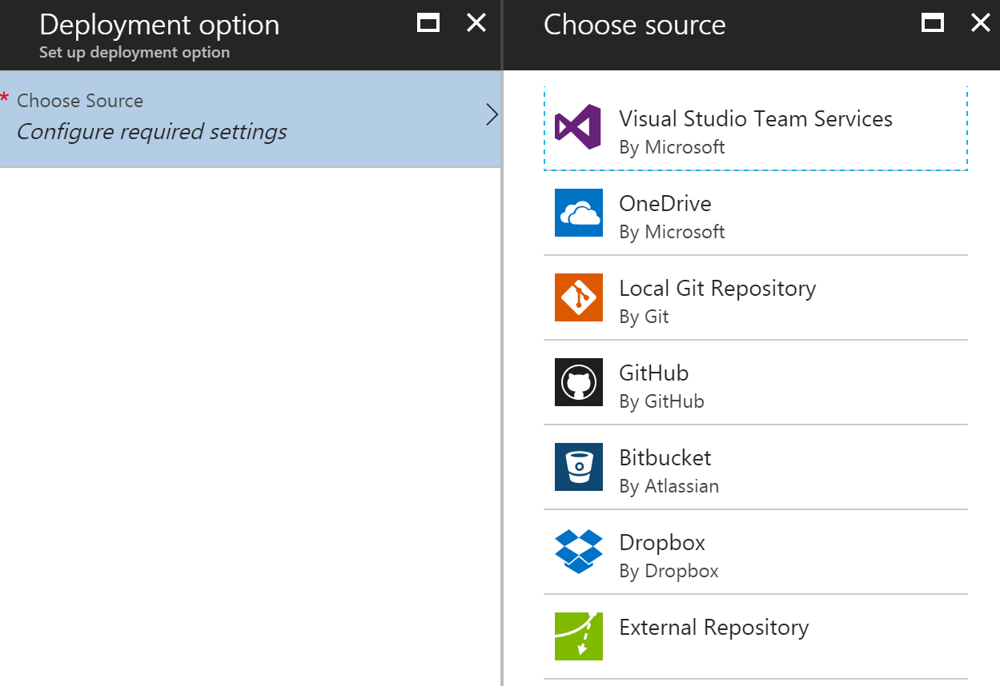 Deployment option
Set up deployment option
* Choose Source
Configure required settings
Choose source
Visual Studio Team Services
By Microsoft
OneDrive
By Microsoft
Local Git Repository
By Git
GitHub
By GitHub
Bitbucket
By Atlassian
Dropbox
By Dropbox
External Repository